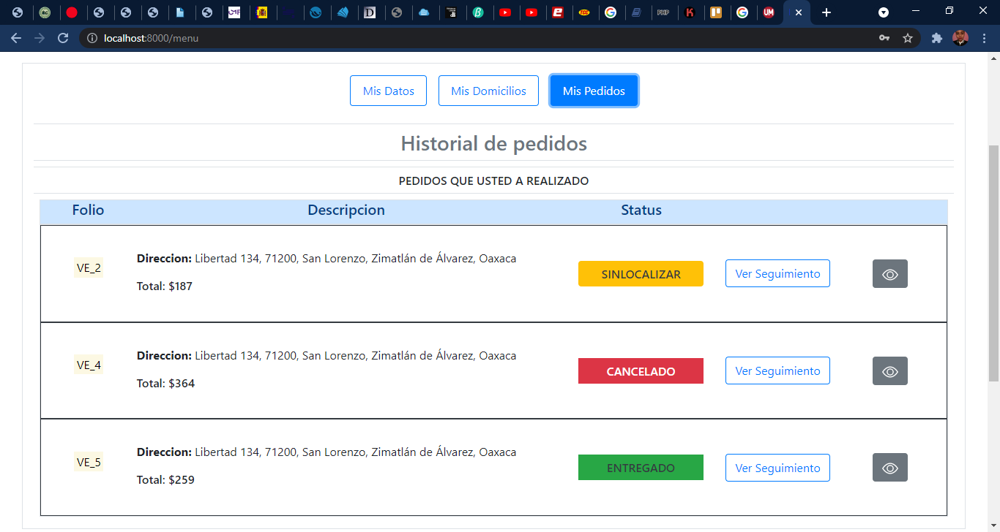 localhost:8000/menu
Mis Datos
Mis Domicilios
Mis Pedidos
Historial de pedidos
PEDIDOS QUE USTED A REALIZADO
Folio Descripcion Status
VE_2
Direccion: Libertad 134, 71200, San Lorenzo, Zimatlán de Álvarez, Oaxaca
Total: $187
SINLOCALIZAR
Ver Seguimiento
VE_4
Direccion: Libertad 134, 71200, San Lorenzo, Zimatlán de Álvarez, Oaxaca
Total: $364
CANCELADO
Ver Seguimiento
VE_5
Direccion: Libertad 134, 71200, San Lorenzo, Zimatlán de Álvarez, Oaxaca
Total: $259
ENTREGADO
Ver Seguimiento